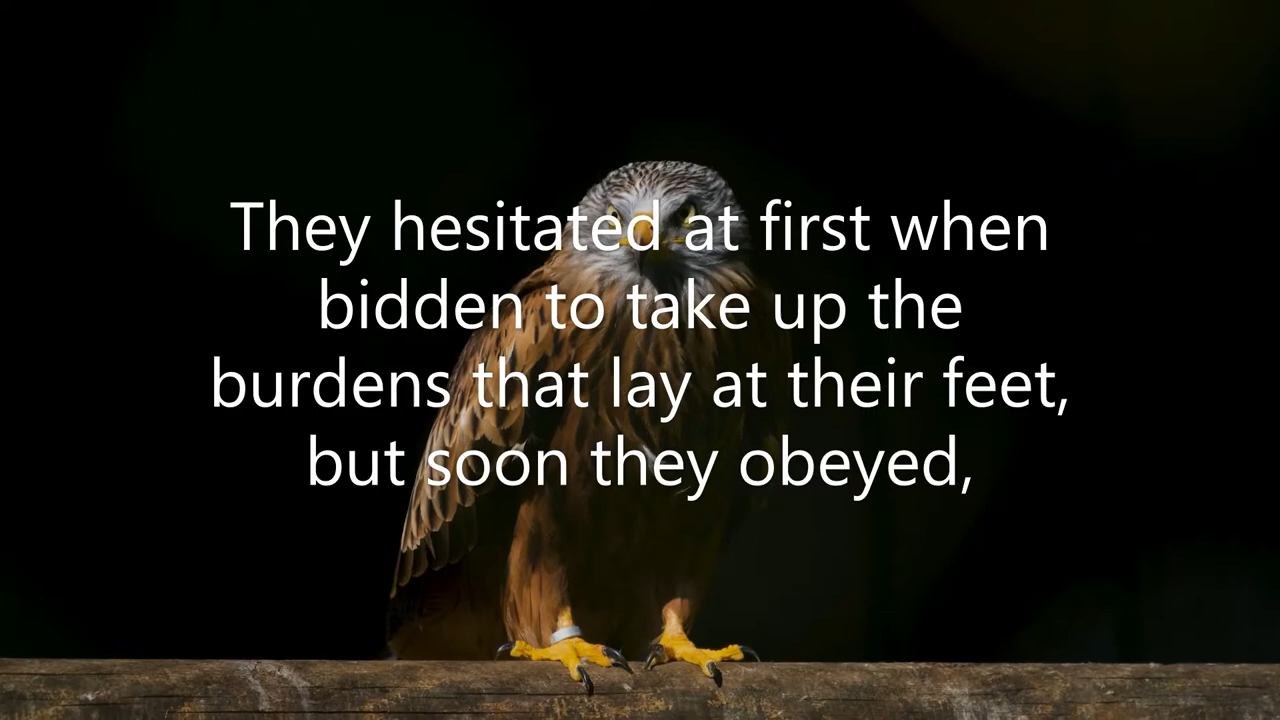 They hesitated at first when
bidden to take up the
burdens that lay at their feet,
but soon they obeyed,